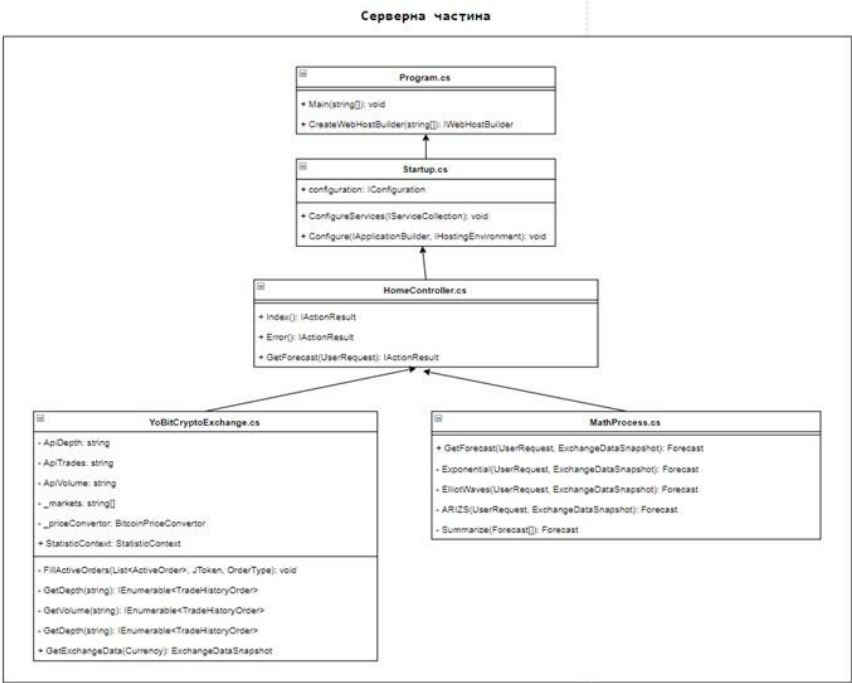 Серверна частина
Program.cs
+ Main(string[]): void
+ CreateWebHostBuilder(string[]): IWebHostBuilder
Startup.cs
+ configuration: IConfiguration
+ ConfigureServices(IServiceCollection): void
+ Configure(IApplicationBuilder, IHostingEnvironment): void
HomeController.cs
+ Index(): IActionResult
+ Error(): IActionResult
+ GetForecast(UserRequest): IActionResult
YoBitCryptoExchange.cs
- ApiDepth: string
- ApiTrades: string
- ApiVolume: string
- _markets: string[]
- _priceConvertor: BitcoinPriceConvertor
+ StatisticContext: StatisticContext
- FillActiveOrders(List<ActiveOrder>, JToken, OrderType): void
- GetDepth(string): IEnumerable<TradeHistoryOrder>
- GetVolume(string): IEnumerable<TradeHistoryOrder>
- GetDepth(string): IEnumerable<TradeHistoryOrder>
+ GetExchangeData(Currency): ExchangeDataSnapshot
MathProcess.cs
+ GetForecast(UserRequest, ExchangeDataSnapshot): Forecast
- Exponential(UserRequest, ExchangeDataSnapshot): Forecast
- ElliotWaves(UserRequest, ExchangeDataSnapshot): Forecast
- ARIZS(UserRequest, ExchangeDataSnapshot): Forecast
- Summarize(Forecast[]): Forecast